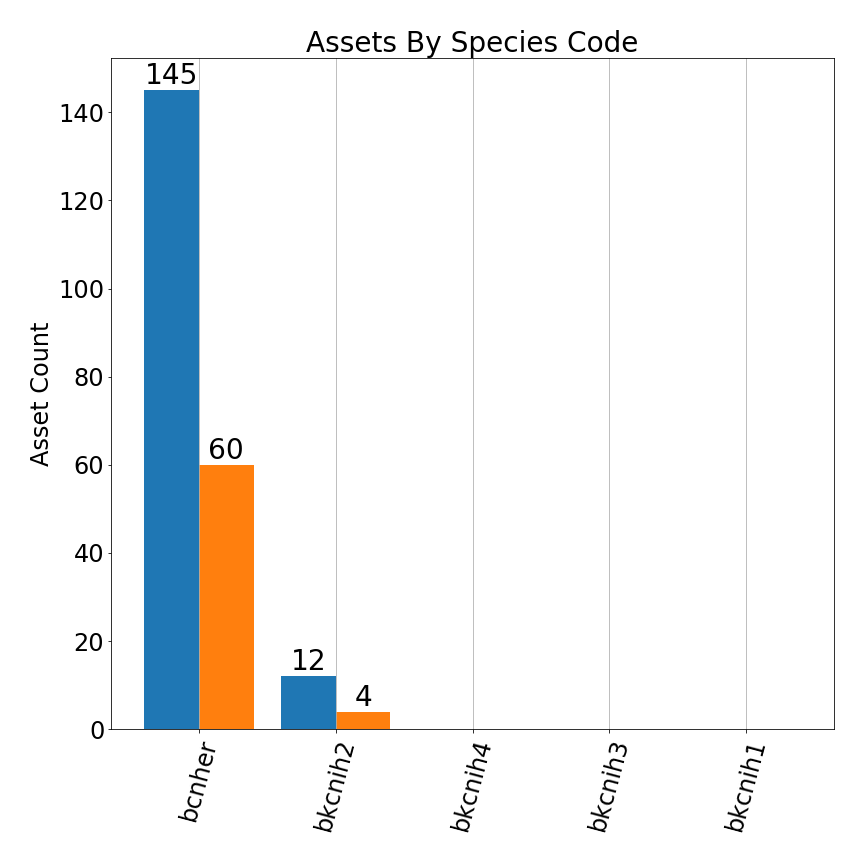 Assets By Species Code
Asset Count
140
120
100
80
60
40
20
0
145
60
12
4
bcnher
bkcnih2
bkcnih4
bkcnih3
bkcnih1